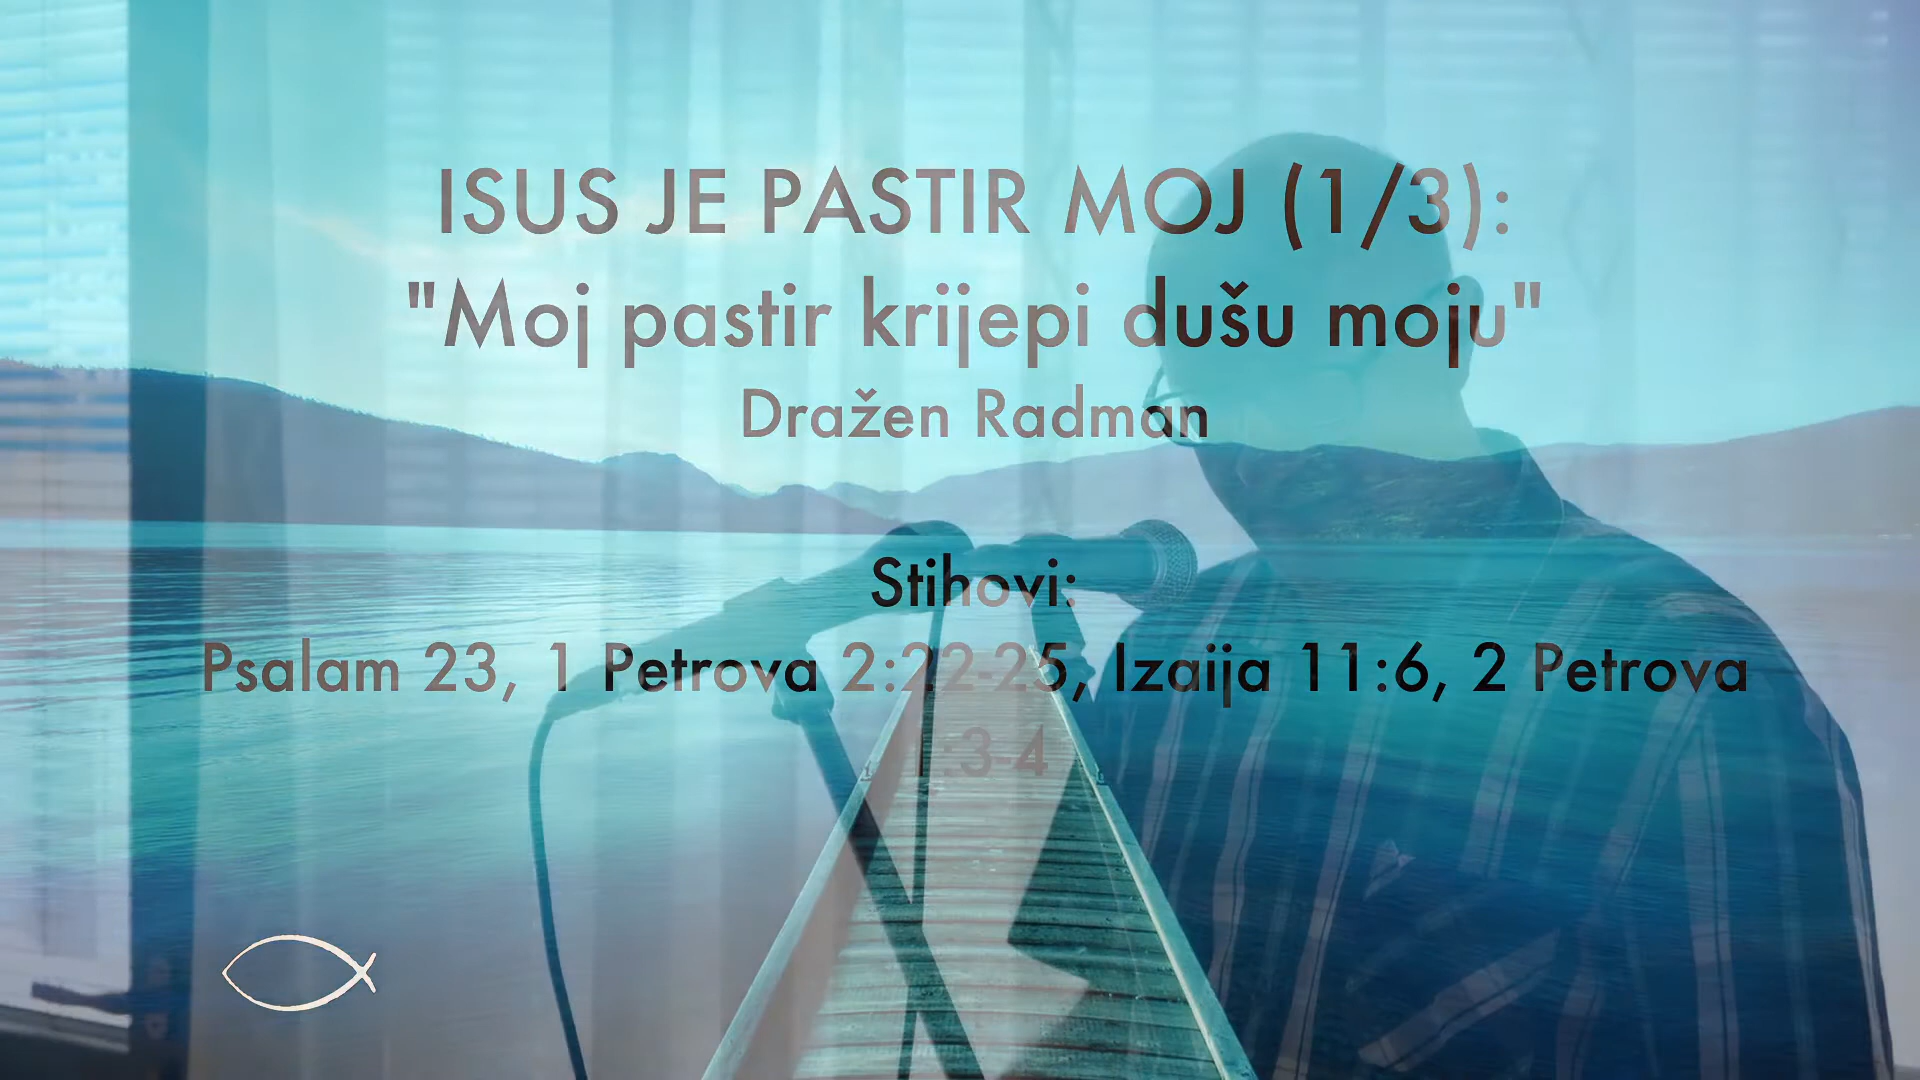 ISUS JE PASTIR MOJ (1/3):
"Moj pastir krijepi dušu moju"
Dražen Radman
Stihovi:
Psalam 23, 1 Petrova 2:22-25, Izaija 11:6, 2 Petrova
1:3-4